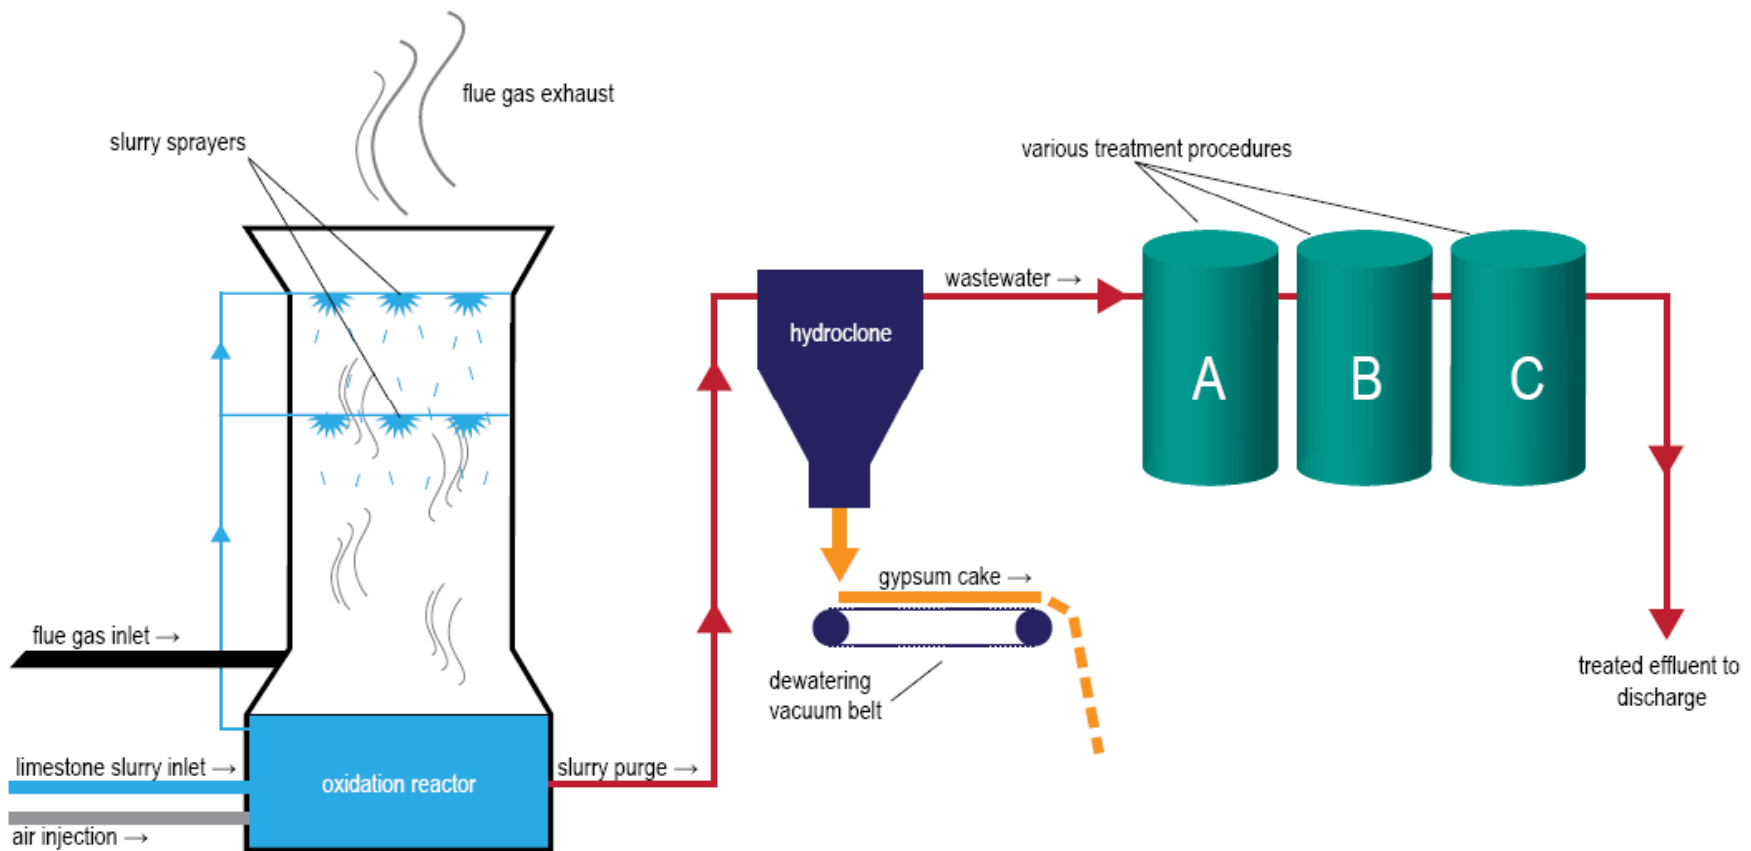 flue gas exhaust
slurry sprayers
various treatment procedures
wastewater →
hydroclone
A
B
C
gypsum cake →
flue gas inlet →
dewatering
vacuum belt
treated effluent to
discharge
limestone slurry inlet →
oxidation reactor
slurry purge →
air injection →